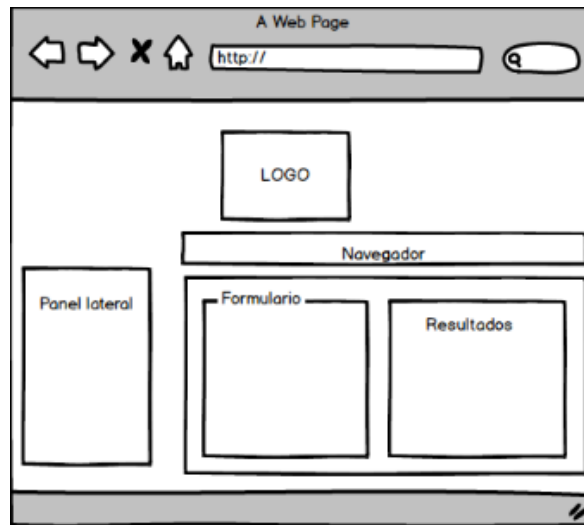 A Web Page
http://
LOGO
Navegador
Panel lateral
Formulario
Resultados